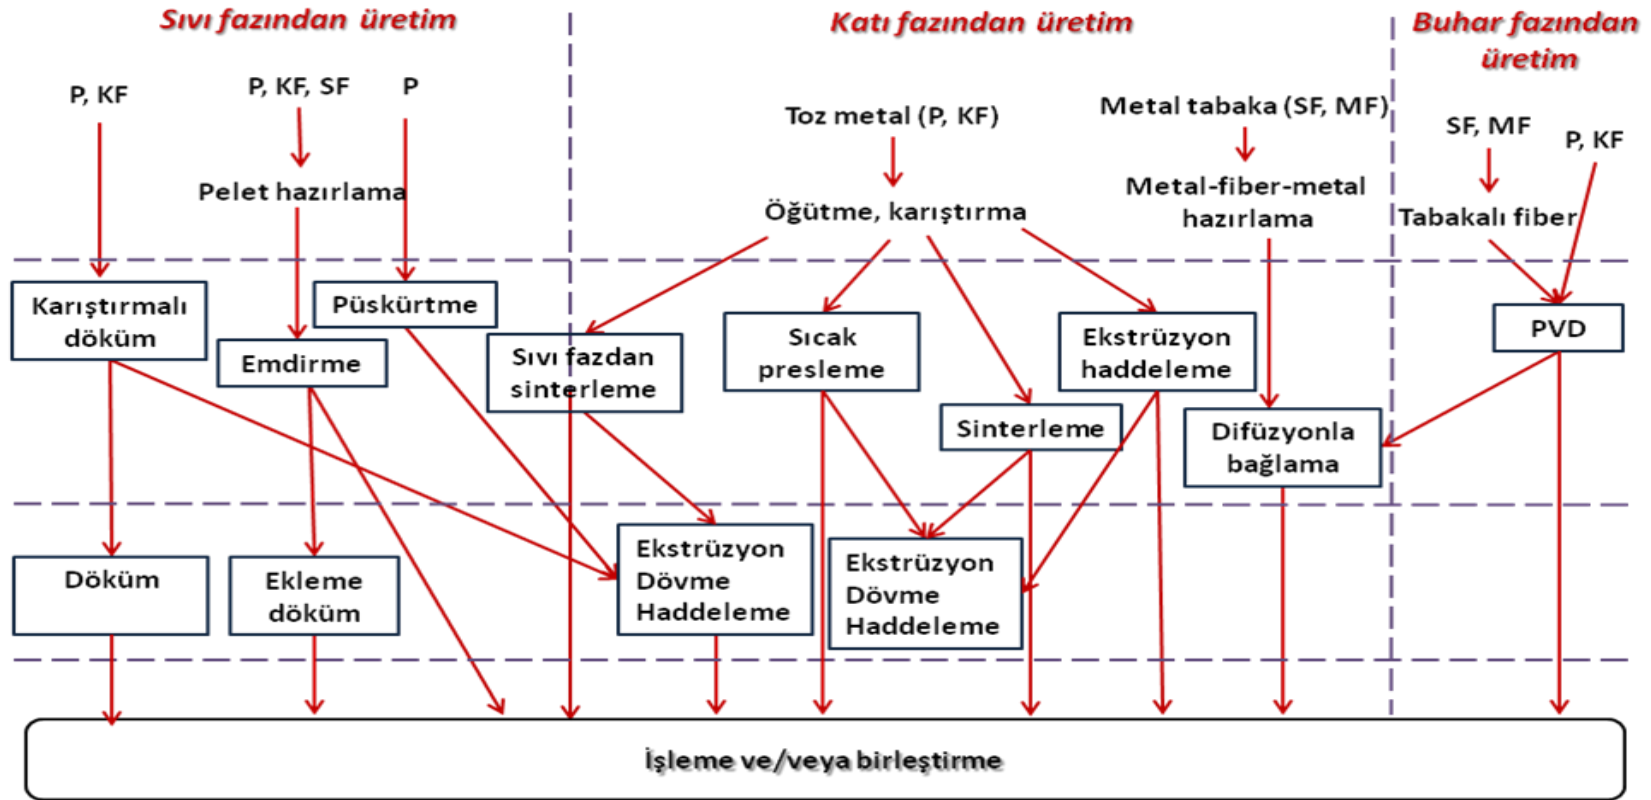 Sıvı fazından üretim
Katı fazından üretim
Buhar fazından
üretim
P, KF
P, KF, SF
P
Toz metal (P, KF)
Metal tabaka (SF, MF)
SF, MF
P, KF
Pelet hazırlama
Öğütme, karıştırma
Metal-fiber-metal
hazırlama
Tabakalı fiber
Karıştırmalı
döküm
Emdirme
Püskürtme
Sıvı fazdan
sinterleme
Sıcak
presleme
Sinterleme
Ekstrüzyon
haddeleme
Difüzyonla
bağlama
PVD
Döküm
Ekleme
döküm
Ekstrüzyon
Dövme
Haddeleme
Ekstrüzyon
Dövme
Haddeleme
İşleme ve/veya birleştirme